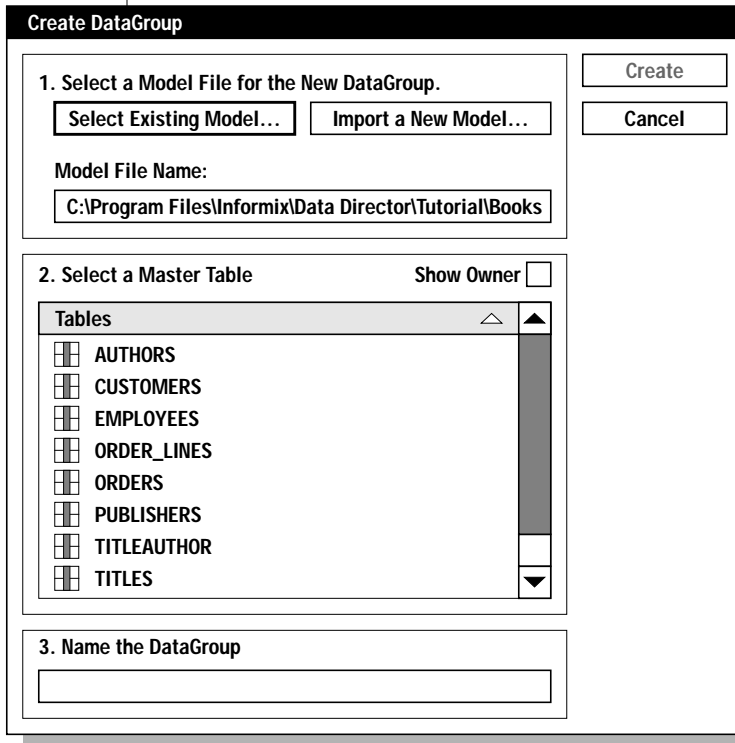 Create DataGroup
1. Select a Model File for the New DataGroup.
Select Existing Model...
Import a New Model...
Model File Name:
C:\Program Files\Informix\Data Director\Tutorial\Books
Create
Cancel
2. Select a Master Table
Show Owner
Tables
AUTHORS
CUSTOMERS
EMPLOYEES
ORDER_LINES
ORDERS
PUBLISHERS
TITLEAUTHOR
TITLES
3. Name the DataGroup